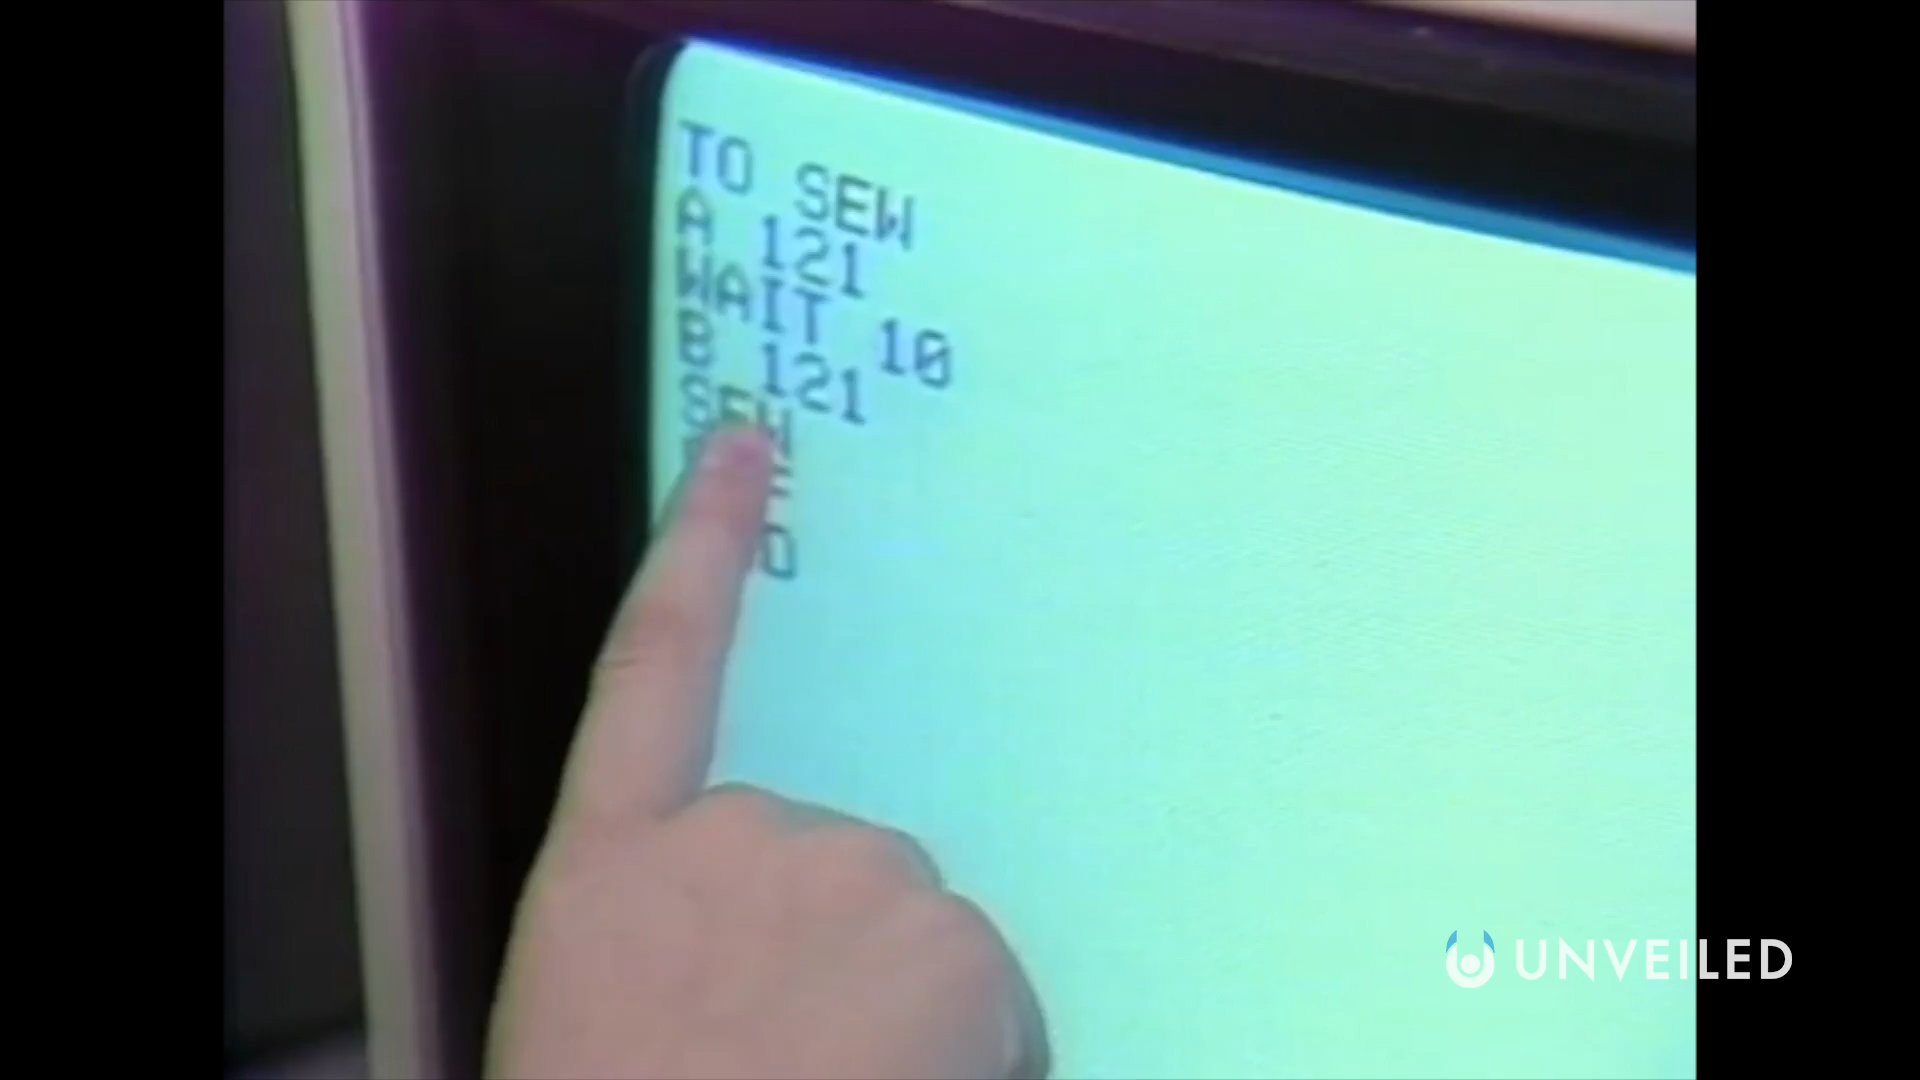 TO SEW
A 121
WAIT 10
B 121
SEW
UNVEILED